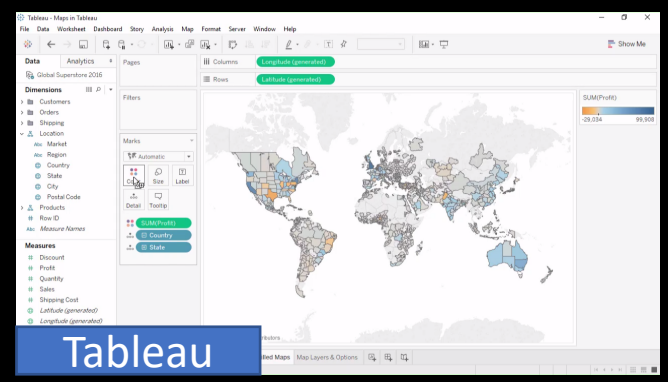 Tableau - Maps in Tableau
File Data Worksheet Dashboard Story Analysis Map Format Server Window Help
Show Me
Data Analytics
Pages
Columns Longitude (generated)
Rows Latitude (generated)
Global Superstore 2016
Dimensions
Customers
Orders
Shipping
Location
Abc Market
Abc Region
Country
State
City
Postal Code
Products
# Row ID
Abc Measure Names
Measures
# Discount
# Profit
# Quantity
# Sales
# Shipping Cost
Latitude (generated)
Longitude (generated)
Filters
Marks
Automatic
Size Label
Detail Tooltip
SUM(Profit)
Country
State
SUM(Profit)
-29,034 99,908
Tableau
Map Layers & Options